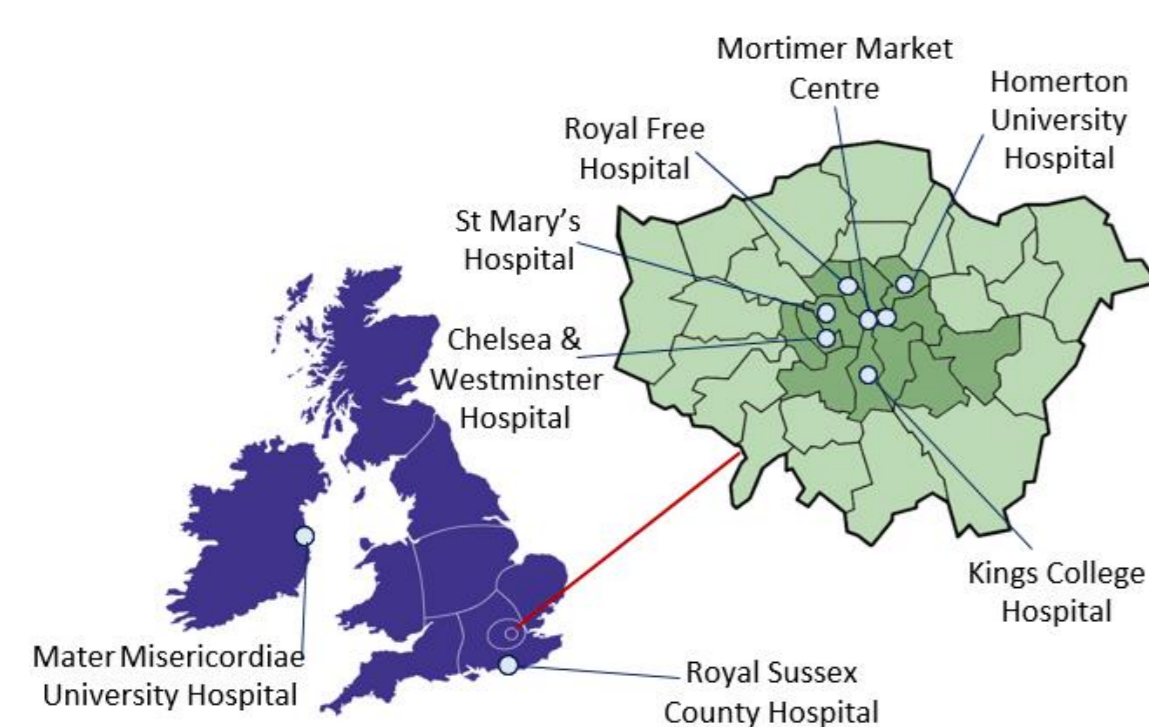 Mortimer Market
Centre
Homerton
University
Hospital
Royal Free
Hospital
St Mary’s
Hospital
Chelsea &
Westminster
Hospital
Kings College
Hospital
Mater Misericordiae
University Hospital
Royal Sussex
County Hospital